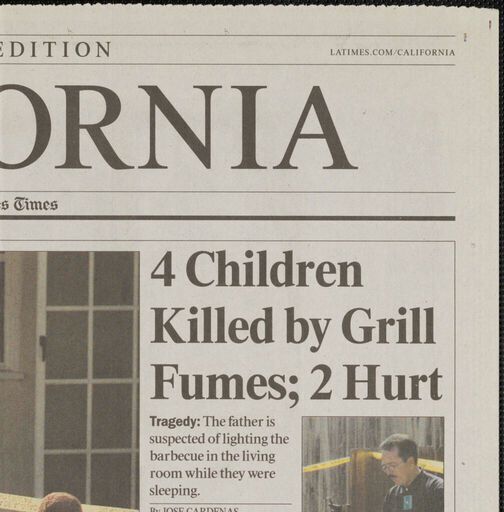 EDITION
LATIMES.COM/CALIFORNIA
ORNIA
s Times
4 Children
Killed by Grill
Fumes; 2 Hurt
Tragedy: The father is
suspected of lighting the
barbecue in the living
room while they were
sleeping.
By JOSE CARDENAS